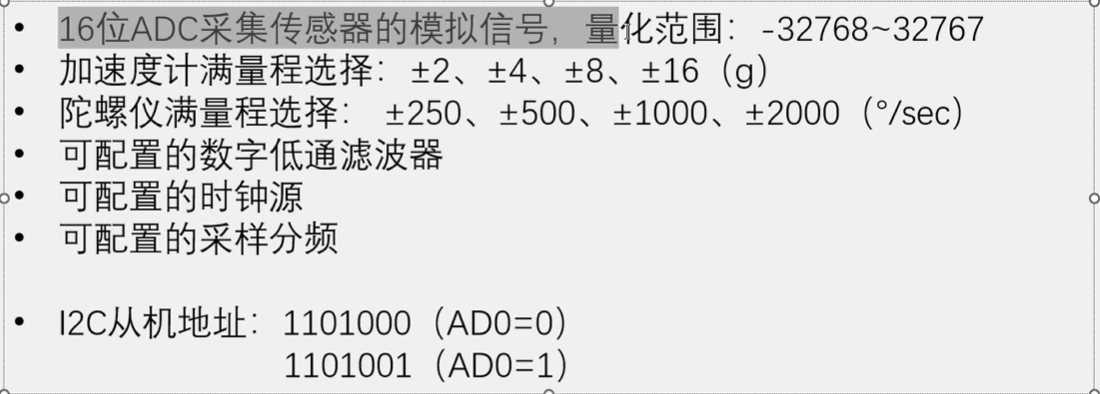 • 16位ADC采集传感器的模拟信号，量化范围：-32768~32767
• 加速度计满量程选择：±2、±4、±8、±16（g）
• 陀螺仪满量程选择： ±250、±500、±1000、±2000（°/sec）
• 可配置的数字低通滤波器
• 可配置的时钟源
• 可配置的采样分频
• I2C从机地址：1101000（AD0=0）
1101001（AD0=1）